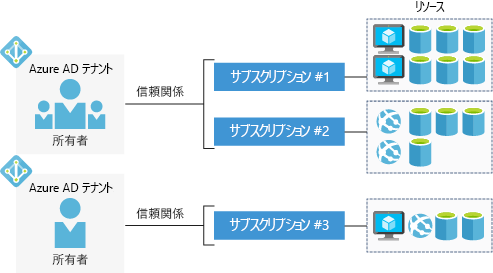 リソース
Azure AD テナント
信頼関係
サブスクリプション #1
所有者
サブスクリプション #2
Azure AD テナント
信頼関係
サブスクリプション #3
所有者